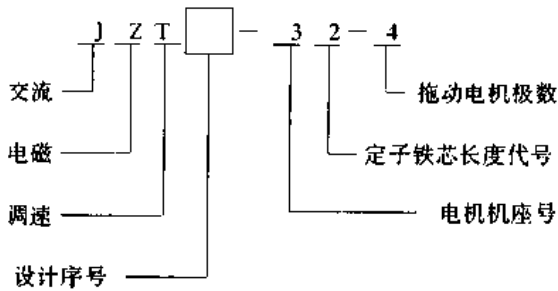 J Z T □ - 3 2 - 4
交流
拖动电机极数
电磁
定子铁芯长度代号
调速
电机机座号
设计序号